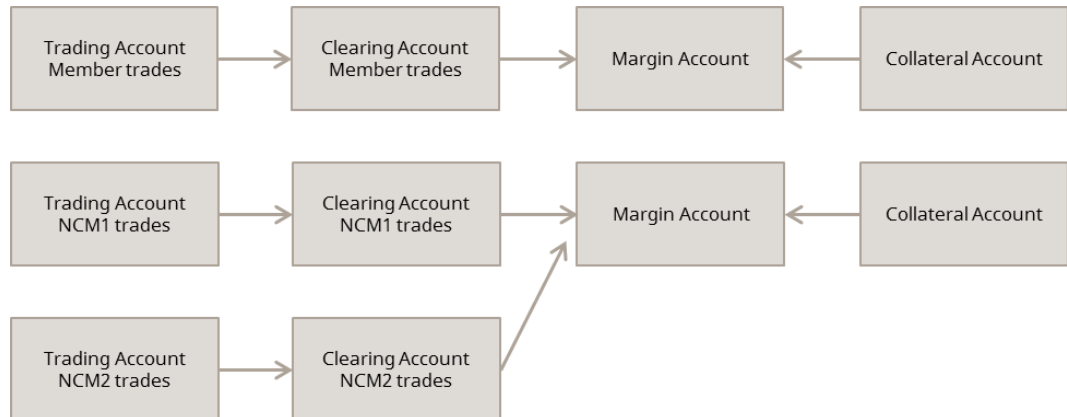 Trading Account
Member trades
Clearing Account
Member trades
Margin Account
Collateral Account
Trading Account
NCM1 trades
Clearing Account
NCM1 trades
Margin Account
Collateral Account
Trading Account
NCM2 trades
Clearing Account
NCM2 trades